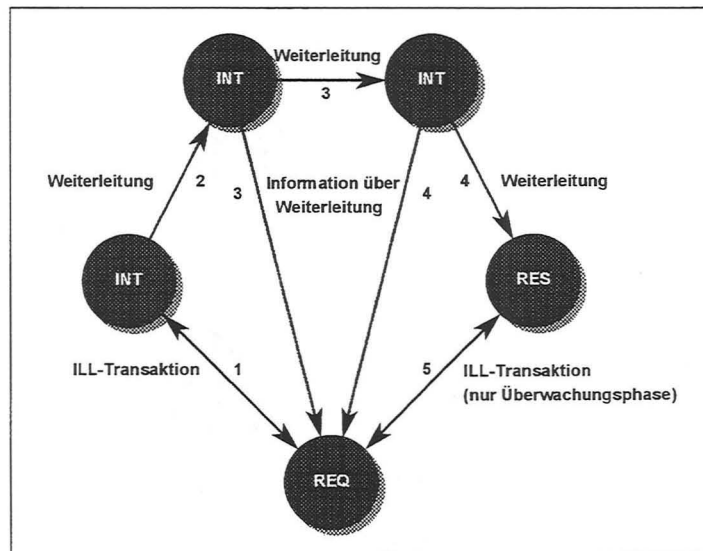 Weiterleitung
INT
INT
3
Weiterleitung
2
3
Information über
Weiterleitung
4
4
Weiterleitung
INT
RES
ILL-Transaktion
1
5
ILL-Transaktion
(nur Überwachungsphase)
REQ